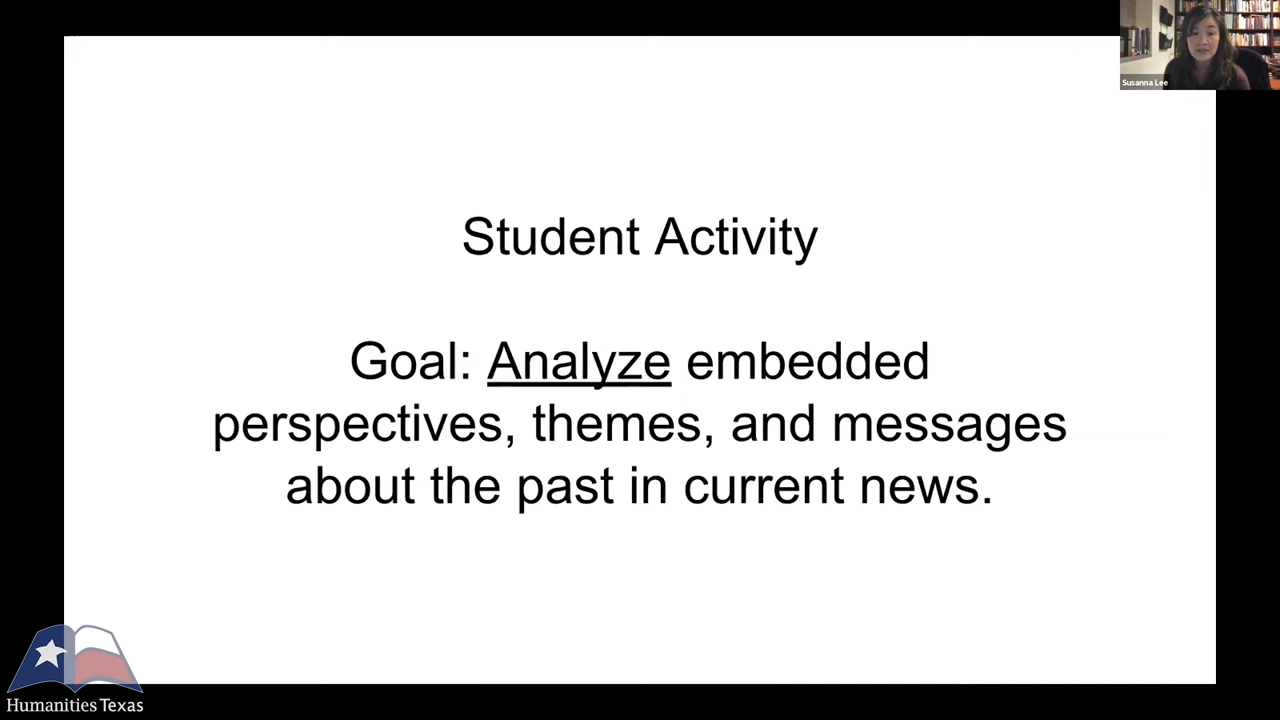 Susanna Lee
Student Activity
Goal: Analyze embedded
perspectives, themes, and messages
about the past in current news.
Humanities Texas